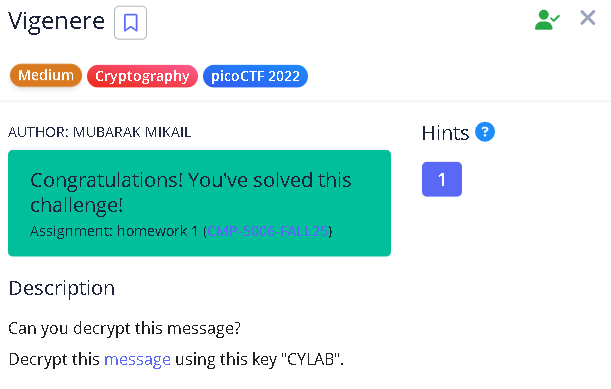 Vigenere
Medium Cryptography picoCTF 2022
AUTHOR: MUBARAK MIKAIL
Hints ?
Congratulations! You've solved this
challenge!
Assignment: homework 1 (CMP-5006-FALL25)
1
Description
Can you decrypt this message?
Decrypt this message using this key "CYLAB".